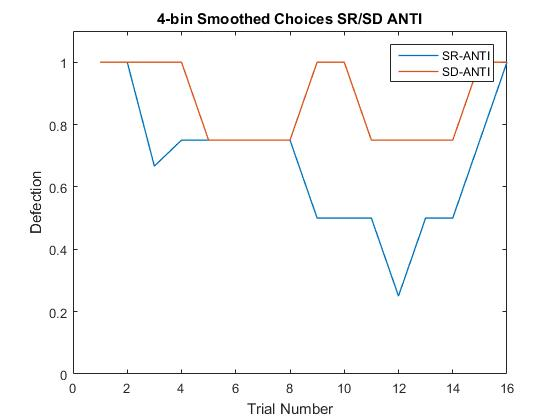 4-bin Smoothed Choices SR/SD ANTI
SR-ANTI
SD-ANTI
1
0.8
0.6
0.4
0.2
0
Defection
0 2 4 6 8 10 12 14 16
Trial Number